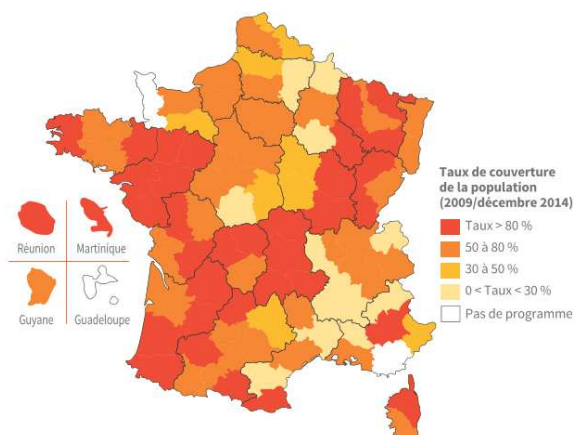 Taux de couverture
de la population
(2009/décembre 2014)
Taux > 80 %
50 à 80 %
30 à 50 %
0 < Taux < 30 %
Pas de programme
Réunion
Martinique
Guyane
Guadeloupe